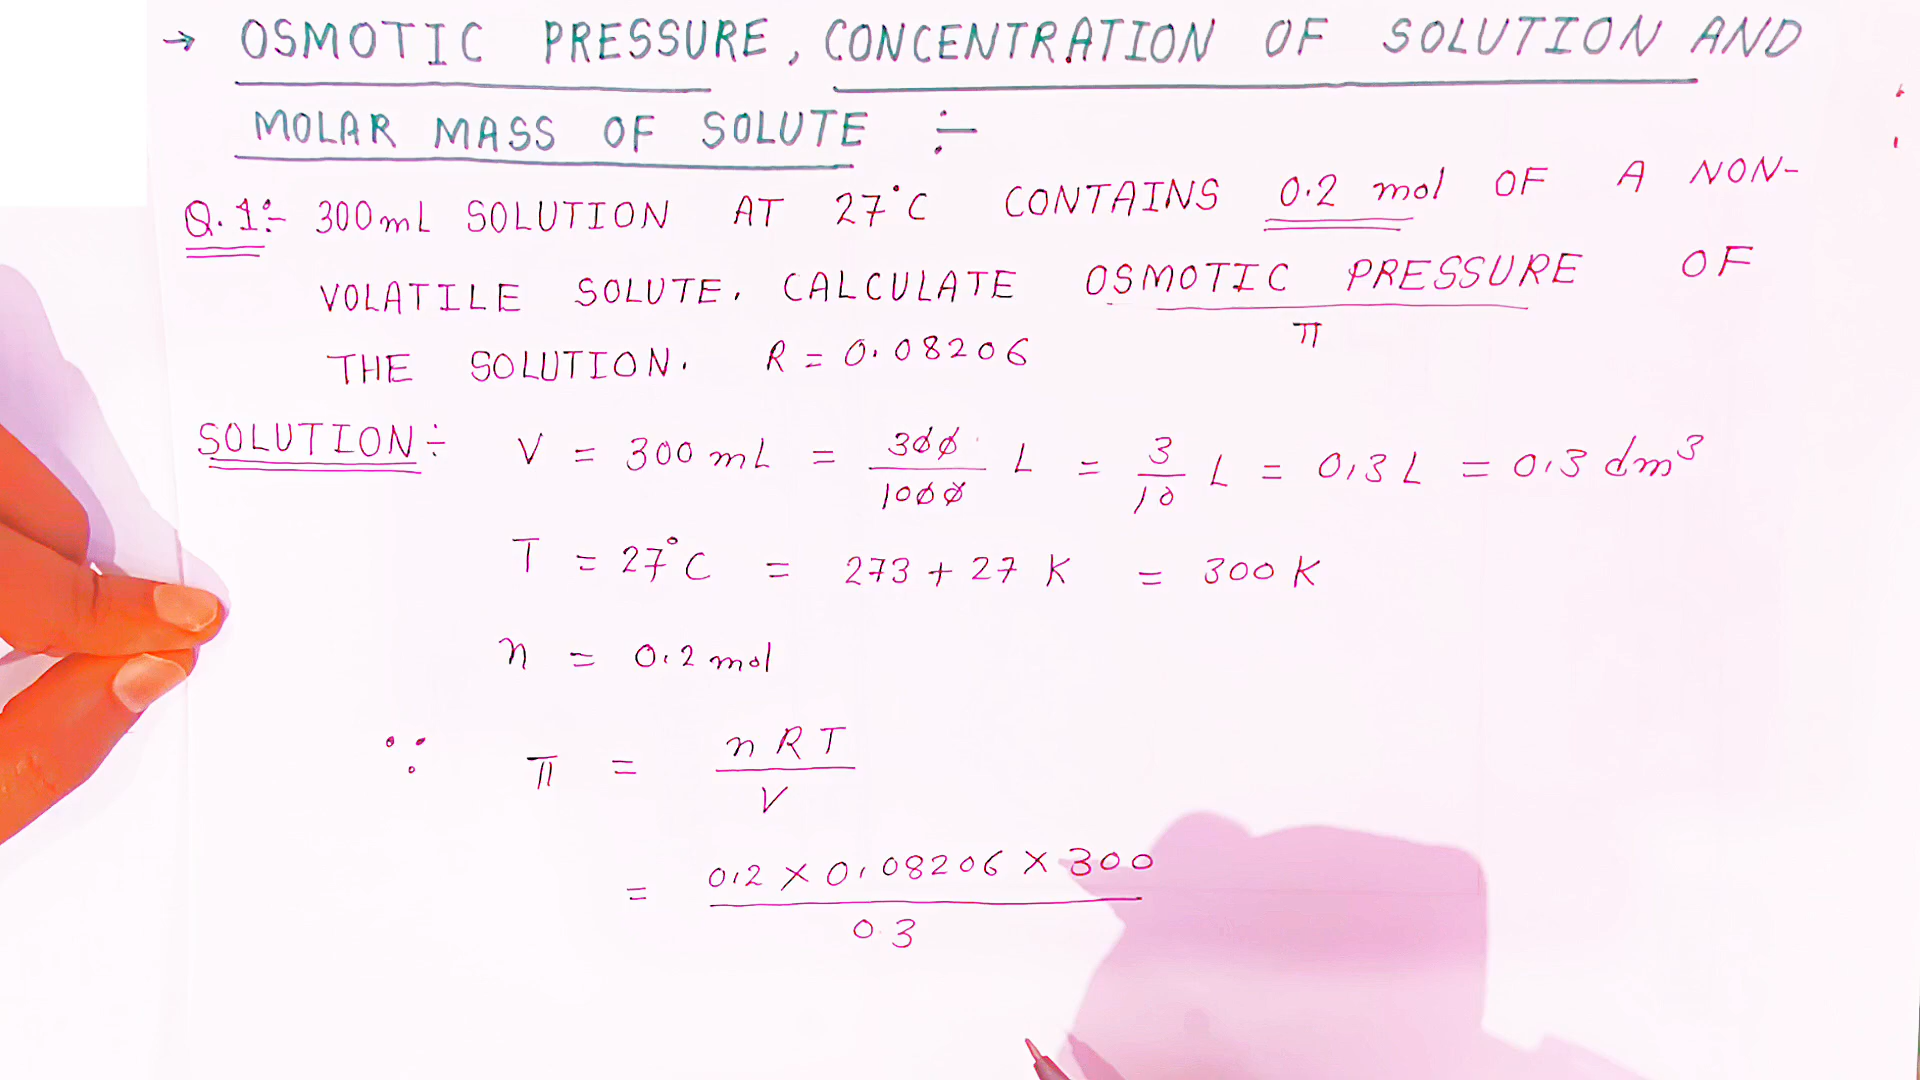 → OSMOTIC PRESSURE, CONCENTRATION OF SOLUTION AND
MOLAR MASS OF SOLUTE :-
Q.1:- 300mL SOLUTION AT 27°C CONTAINS 0.2 mol OF A NON-
VOLATILE SOLUTE. CALCULATE OSMOTIC PRESSURE OF
π
THE SOLUTION. R = 0.08206
SOLUTION:- V = 300 mL = 300/1000 L = 3/10 L = 0.3 L = 0.3 dm³
T = 27°C = 273 + 27 K = 300 K
n = 0.2 mol
∵ π = nRT/V
= 0.2 × 0.08206 × 300 / 0.3